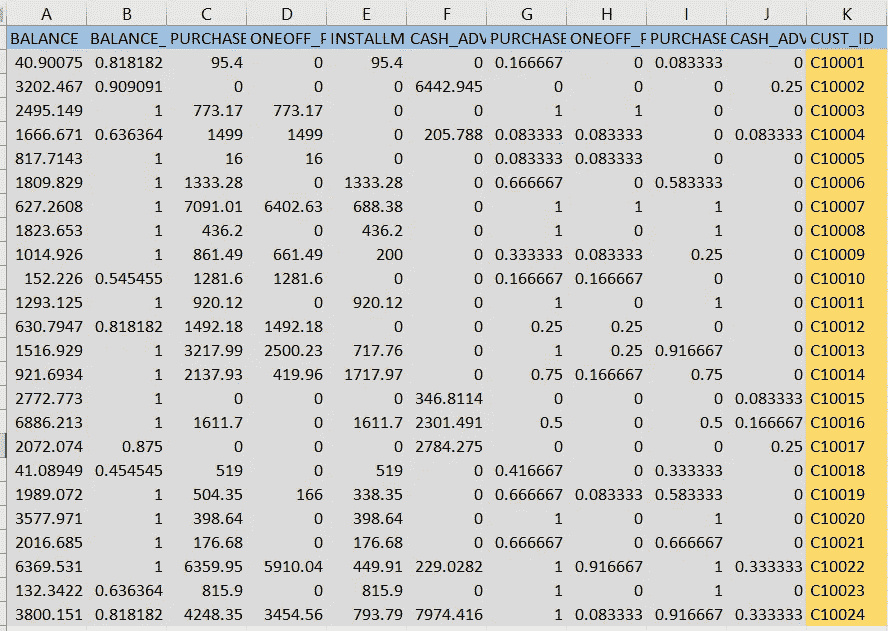 A B C D E F G H I J K
BALANCE BALANCE_ PURCHASE ONEOFF_P INSTALLM CASH_ADV PURCHASE ONEOFF_P PURCHASE CASH_ADV CUST_ID
40.90075 0.818182 95.4 0 95.4 0 0.166667 0 0.083333 0 C10001
3202.467 0.909091 0 0 0 6442.945 0 0 0 0.25 C10002
2495.149 1 773.17 773.17 0 0 1 1 0 0 C10003
1666.671 0.636364 1499 1499 0 205.788 0.083333 0.083333 0 0.083333 C10004
817.7143 1 16 16 0 0 0.083333 0.083333 0 0 C10005
1809.829 1 1333.28 0 1333.28 0 0.666667 0 0.583333 0 C10006
627.2608 1 7091.01 6402.63 688.38 0 1 1 1 0 C10007
1823.653 1 436.2 0 436.2 0 1 0 1 0 C10008
1014.926 1 861.49 661.49 200 0 0.333333 0.083333 0.25 0 C10009
152.226 0.545455 1281.6 1281.6 0 0 0.166667 0.166667 0 0 C10010
1293.125 1 920.12 0 920.12 0 1 0 1 0 C10011
630.7947 0.818182 1492.18 1492.18 0 0 0.25 0.25 0 0 C10012
1516.929 1 3217.99 2500.23 717.76 0 1 0.25 0.916667 0 C10013
921.6934 1 2137.93 419.96 1717.97 0 0.75 0.166667 0.75 0 C10014
2772.773 1 0 0 0 346.8114 0 0 0 0.083333 C10015
6886.213 1 1611.7 0 1611.7 2301.491 0.5 0 0.5 0.166667 C10016
2072.074 0.875 0 0 0 2784.275 0 0 0 0.25 C10017
41.08949 0.454545 519 0 519 0 0.416667 0 0.333333 0 C10018
1989.072 1 504.35 166 338.35 0 0.666667 0.083333 0.583333 0 C10019
3577.971 1 398.64 0 398.64 0 1 0 1 0 C10020
2016.685 1 176.68 0 176.68 0 0.666667 0 0.666667 0 C10021
6369.531 1 6359.95 5910.04 449.91 229.0282 1 0.916667 1 0.333333 C10022
132.3422 0.636364 815.9 0 815.9 0 1 0 1 0 C10023
3800.151 0.818182 4248.35 3454.56 793.79 7974.416 1 0.083333 0.916667 0.333333 C10024